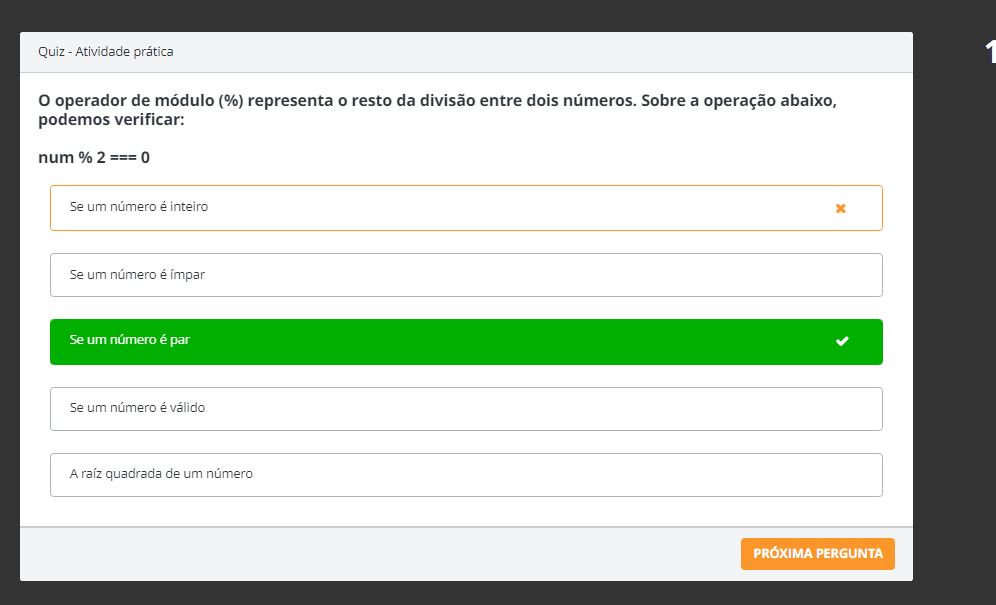 Quiz - Atividade prática
1
O operador de módulo (%) representa o resto da divisão entre dois números. Sobre a operação abaixo,
podemos verificar:
num % 2 === 0
Se um número é inteiro
Se um número é ímpar
Se um número é par
Se um número é válido
A raíz quadrada de um número
PRÓXIMA PERGUNTA